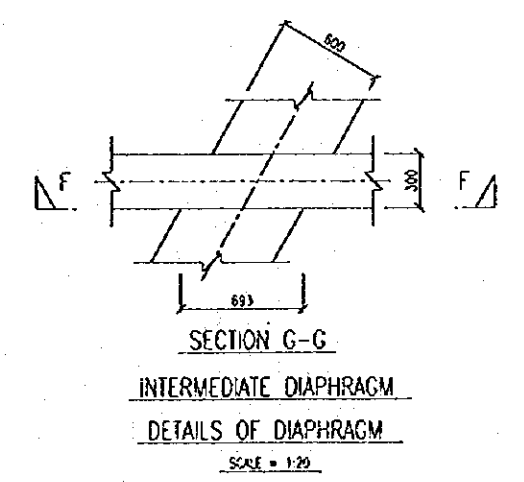 600
F
300
F
693
SECTION G-G
INTERMEDIATE DIAPHRAGM
DETAILS OF DIAPHRAGM
SCALE = 1:20